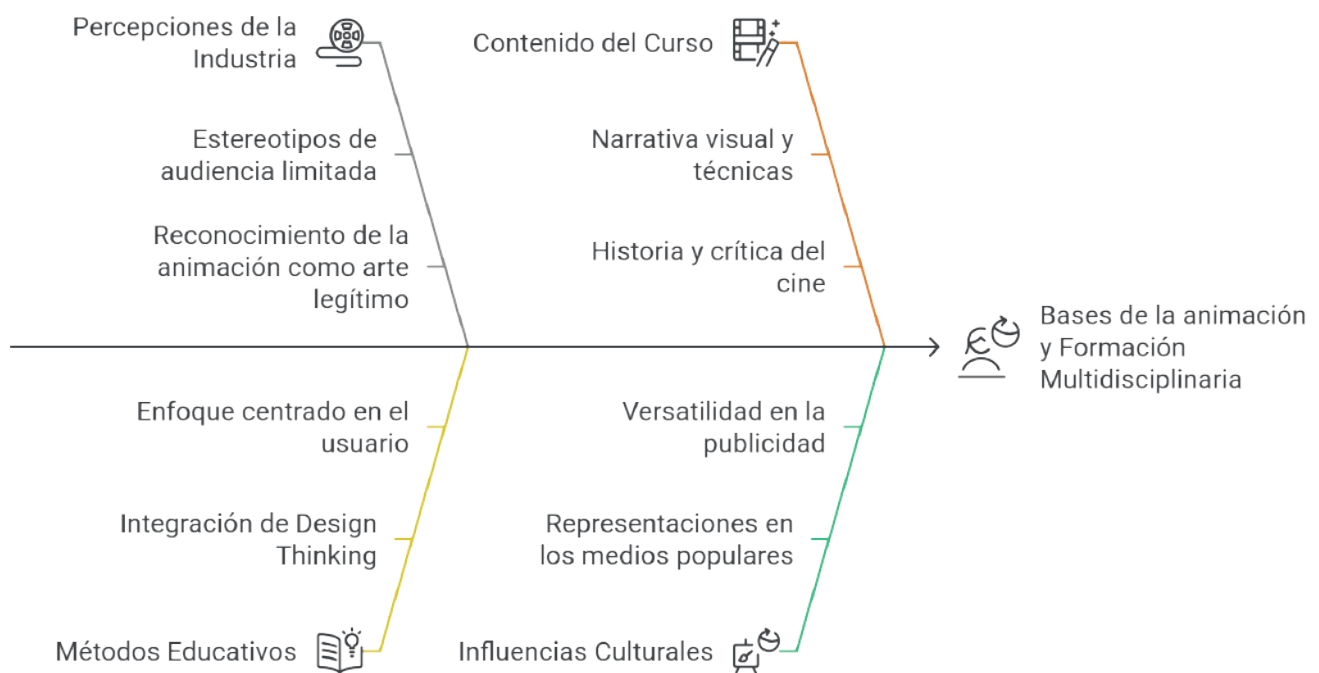 Percepciones de la
Industria
Estereotipos de
audiencia limitada
Reconocimiento de la
animación como arte
legítimo
Contenido del Curso
Narrativa visual y
técnicas
Historia y crítica del
cine
Bases de la animación
y Formación
Multidisciplinaria
Enfoque centrado en el
usuario
Integración de Design
Thinking
Métodos Educativos
Versatilidad en la
publicidad
Representaciones en
los medios populares
Influencias Culturales